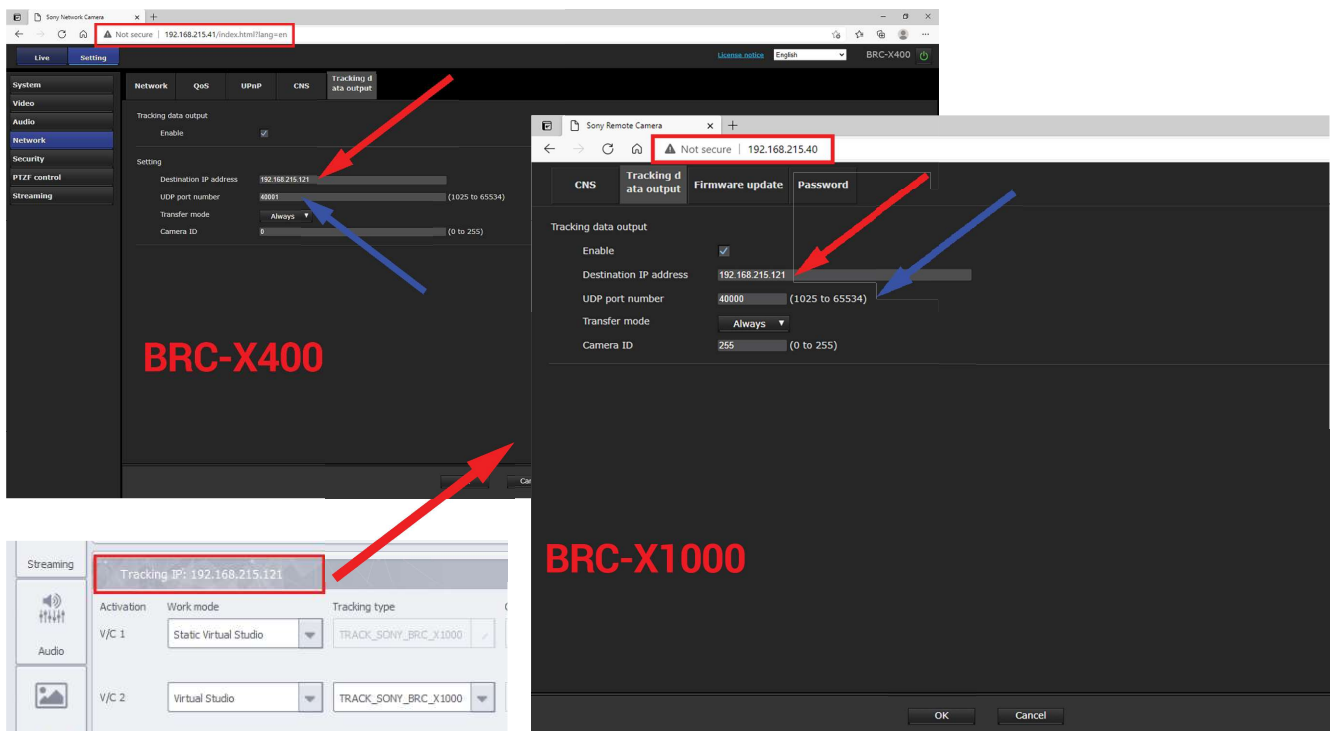 Sony Network Camera
Not secure | 192.168.215.41/index.html?lang=en
Live Setting License notice English BRC-X400
System
Video
Audio
Network
Security
PTZF control
Streaming
Network QoS UPnP CNS Tracking d
ata output
Tracking data output
Enable
Setting
Destination IP address 192.168.215.121
UDP port number 40001 (1025 to 65534)
Transfer mode Always
Camera ID 0 (0 to 255)
BRC-X400
Sony Remote Camera
Not secure | 192.168.215.40
CNS Tracking d
ata output Firmware update Password
Tracking data output
Enable
Destination IP address 192.168.215.121
UDP port number 40000 (1025 to 65534)
Transfer mode Always
Camera ID 255 (0 to 255)
BRC-X1000
OK Cancel
Streaming
Audio
Tracking IP: 192.168.215.121
Activation Work mode Tracking type
V/C 1 Static Virtual Studio TRACK_SONY_BRC_X1000
V/C 2 Virtual Studio TRACK_SONY_BRC_X1000